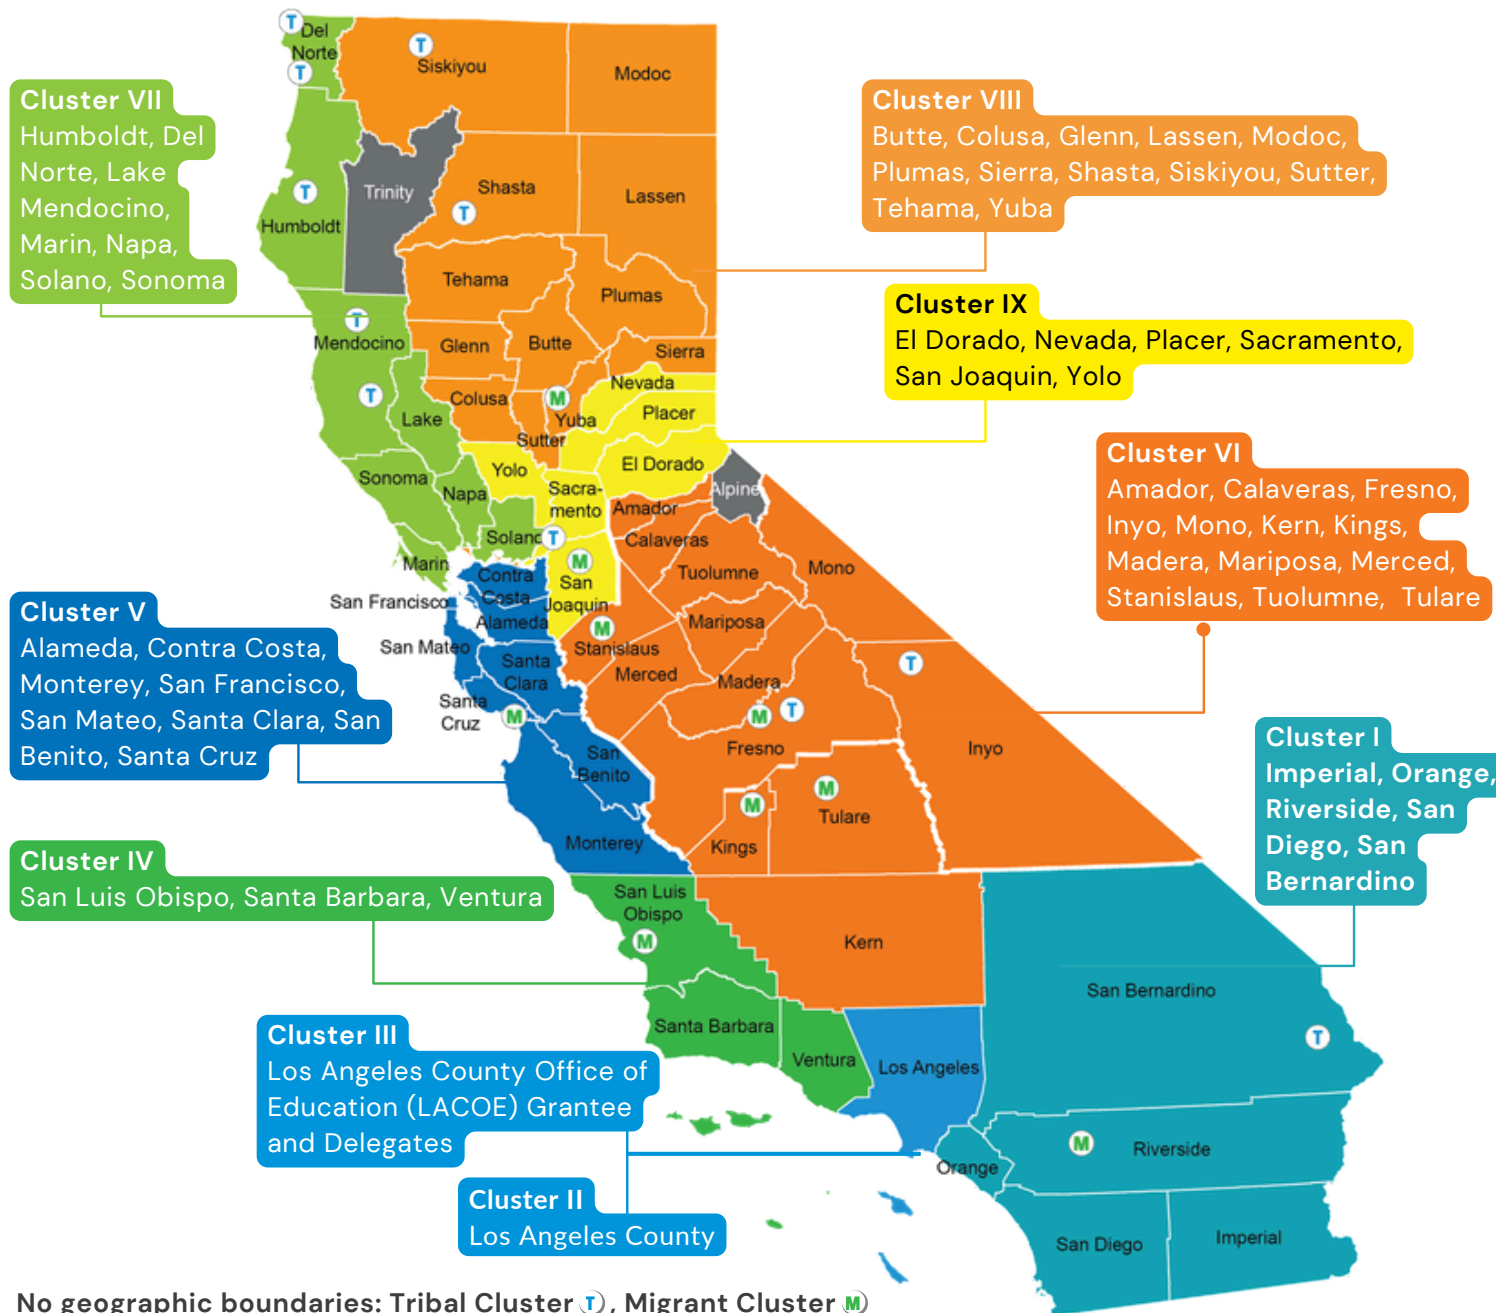 Cluster VII
Humboldt, Del
Norte, Lake
Mendocino,
Marin, Napa,
Solano, Sonoma
Cluster VIII
Butte, Colusa, Glenn, Lassen, Modoc,
Plumas, Sierra, Shasta, Siskiyou, Sutter,
Tehama, Yuba
Cluster IX
El Dorado, Nevada, Placer, Sacramento,
San Joaquin, Yolo
Cluster VI
Amador, Calaveras, Fresno,
Inyo, Mono, Kern, Kings,
Madera, Mariposa, Merced,
Stanislaus, Tuolumne, Tulare
Cluster V
Alameda, Contra Costa,
Monterey, San Francisco,
San Mateo, Santa Clara, San
Benito, Santa Cruz
Cluster I
Imperial, Orange,
Riverside, San
Diego, San
Bernardino
Cluster IV
San Luis Obispo, Santa Barbara, Ventura
Cluster III
Los Angeles County Office of
Education (LACOE) Grantee
and Delegates
Cluster II
Los Angeles County
T
Del
Norte
T
T
Siskiyou
Modoc
T
Humboldt
Trinity
Shasta
T
Lassen
Tehama
Plumas
T
Mendocino
Glenn
Butte
Sierra
T
Lake
Colusa
M
Yuba
Sutter
Nevada
Placer
El Dorado
Yolo
Sacra-
mento
Sonoma
Napa
Solano
T
Marin
Amador
Alpine
Calaveras
Tuolumne
Mono
M
San
Joaquin
Contra
Costa
San Francisco
Alameda
San Mateo
Santa
Clara
Santa
Cruz
M
M
Stanislaus
Mariposa
Merced
Madera
M
T
Fresno
T
Inyo
San
Benito
Monterey
M
Kings
M
Tulare
San Luis
Obispo
M
Kern
Santa Barbara
Ventura
Los Angeles
San Bernardino
T
Orange
M
Riverside
San Diego
Imperial
No geographic boundaries: Tribal Cluster T , Migrant Cluster M